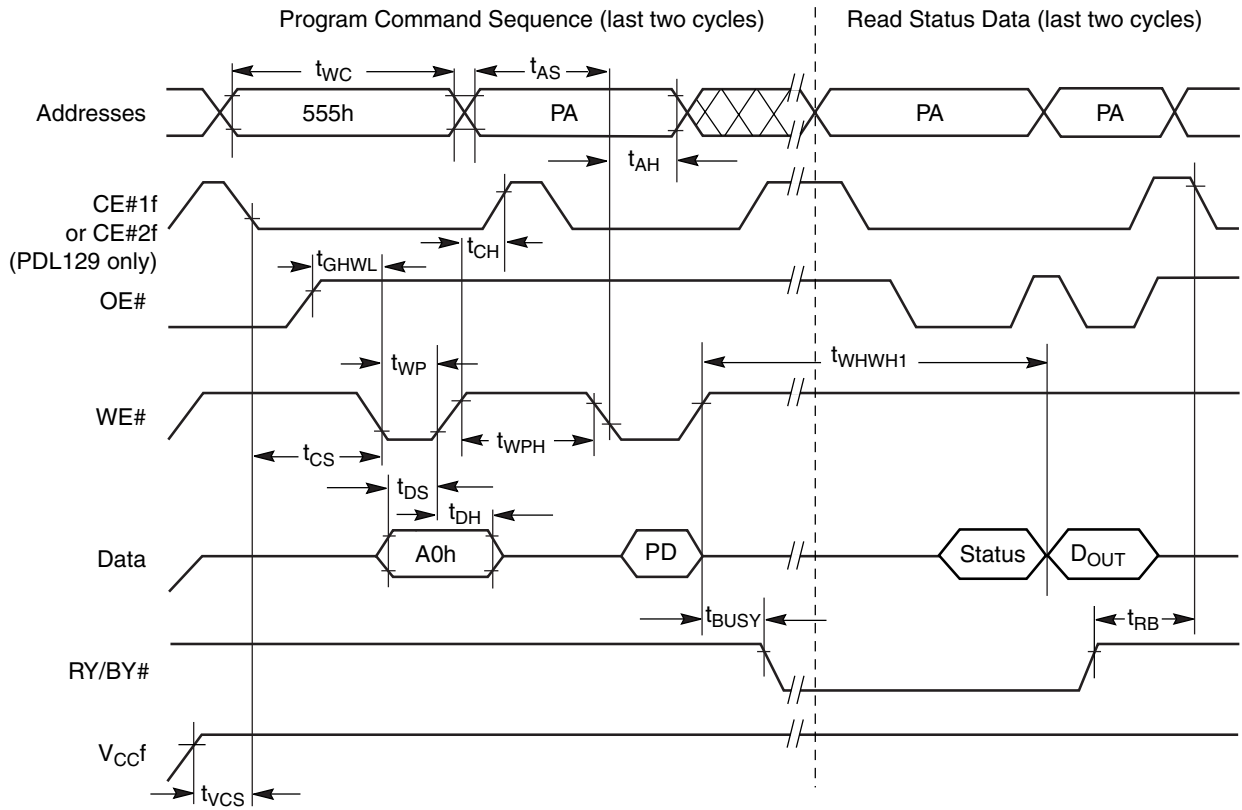 Program Command Sequence (last two cycles)
Read Status Data (last two cycles)
tWC
tAS
Addresses
555h
PA
PA
PA
tAH
CE#1f
or CE#2f
(PDL129 only)
tCH
tGHWL
OE#
tWP
tWHWH1
WE#
tCS
tWPH
tDS
tDH
Data
A0h
PD
Status
DOUT
tBUSY
tRB
RY/BY#
VCCf
tVCS